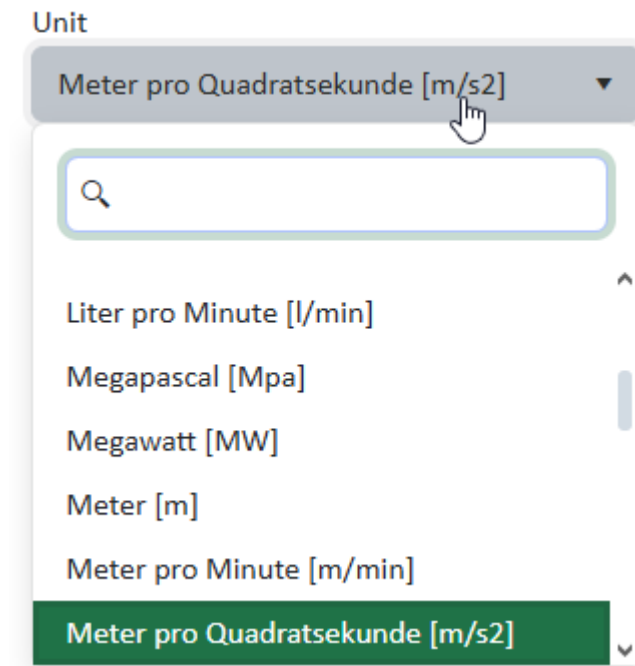 Unit
Meter pro Quadratsekunde [m/s2]
Liter pro Minute [l/min]
Megapascal [Mpa]
Megawatt [MW]
Meter [m]
Meter pro Minute [m/min]
Meter pro Quadratsekunde [m/s2]